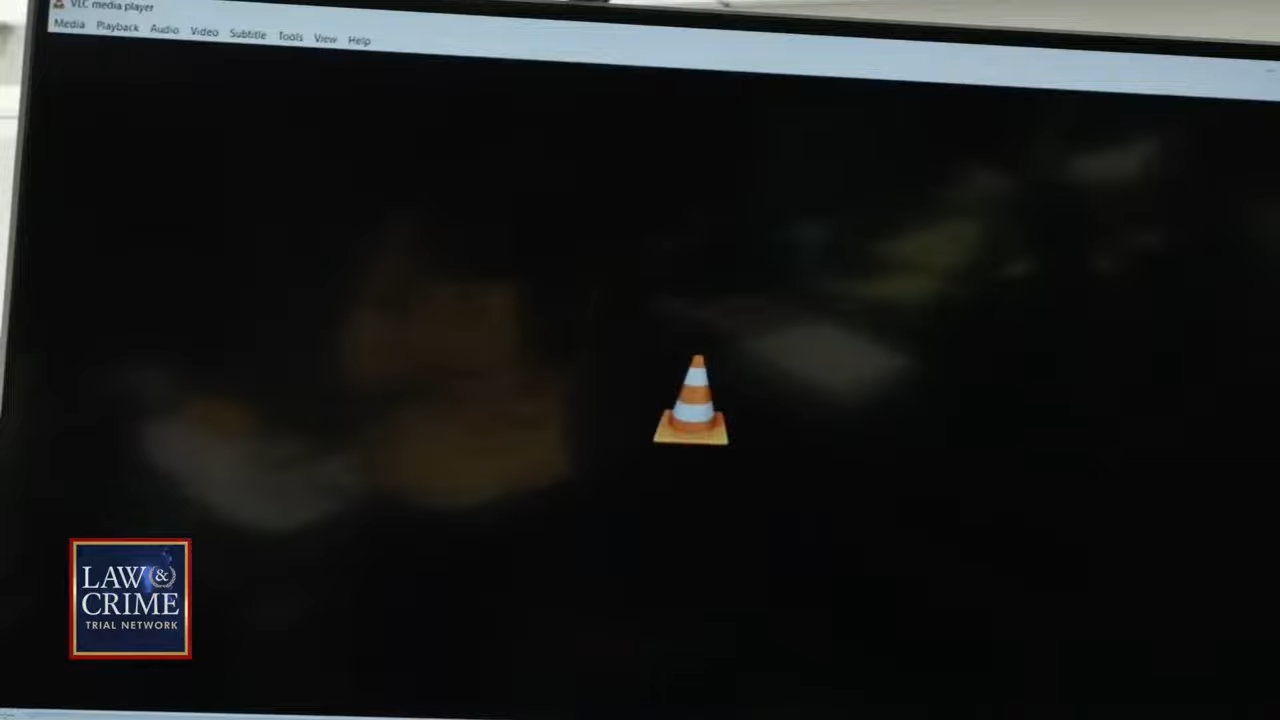 VLC media player
Media Playback Audio Video Subtitle Tools View Help
LAW &
CRIME
TRIAL NETWORK